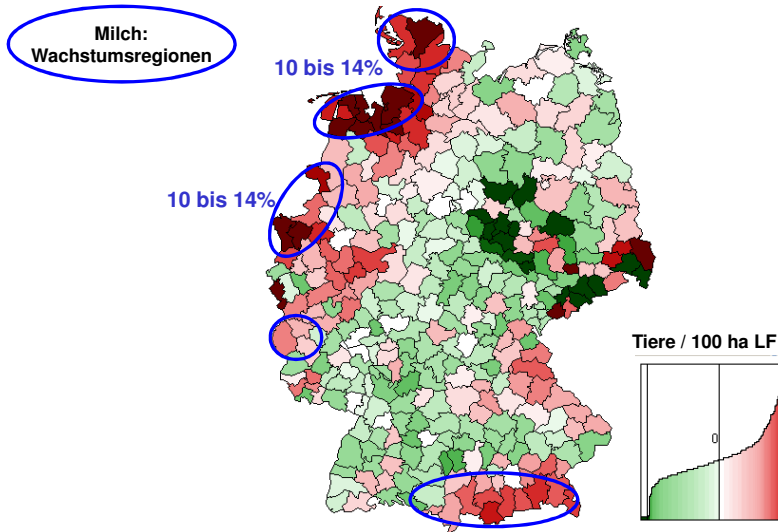 Milch:
Wachstumsregionen
10 bis 14%
10 bis 14%
Tiere / 100 ha LF
0